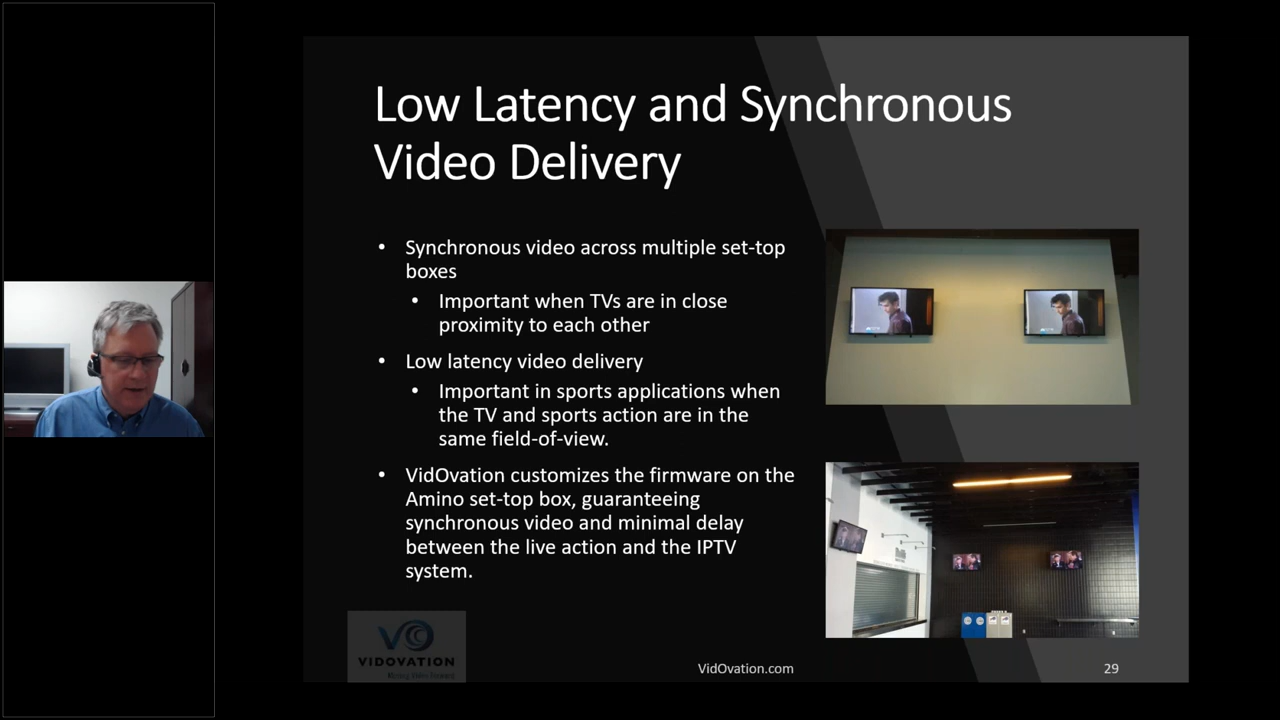 Low Latency and Synchronous
Video Delivery
• Synchronous video across multiple set-top
boxes
• Important when TVs are in close
proximity to each other
• Low latency video delivery
• Important in sports applications when
the TV and sports action are in the
same field-of-view.
• VidOvation customizes the firmware on the
Amino set-top box, guaranteeing
synchronous video and minimal delay
between the live action and the IPTV
system.
VO
VIDOVATION
VidOvation.com
29